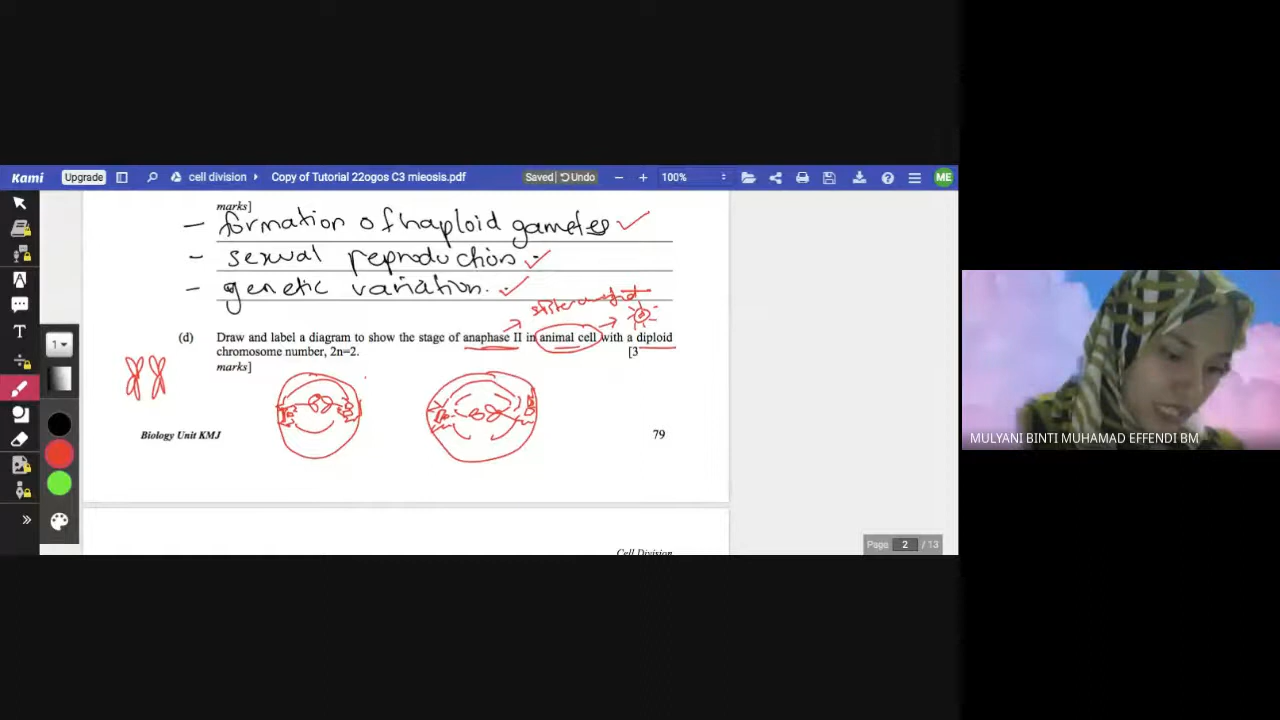 Kami
Upgrade
cell division
Copy of Tutorial 22ogos C3 mieosis.pdf
Saved
Undo
100%
ME
marks]
- formation of haploid gametes
- sexual reproduction.
- genetic variation.
(d) Draw and label a diagram to show the stage of anaphase II in animal cell with a diploid
chromosome number, 2n=2. [3
marks]
Biology Unit KMJ 79
Cell Division
T
1
Page 2 / 13
MULYANI BINTI MUHAMAD EFFENDI BM